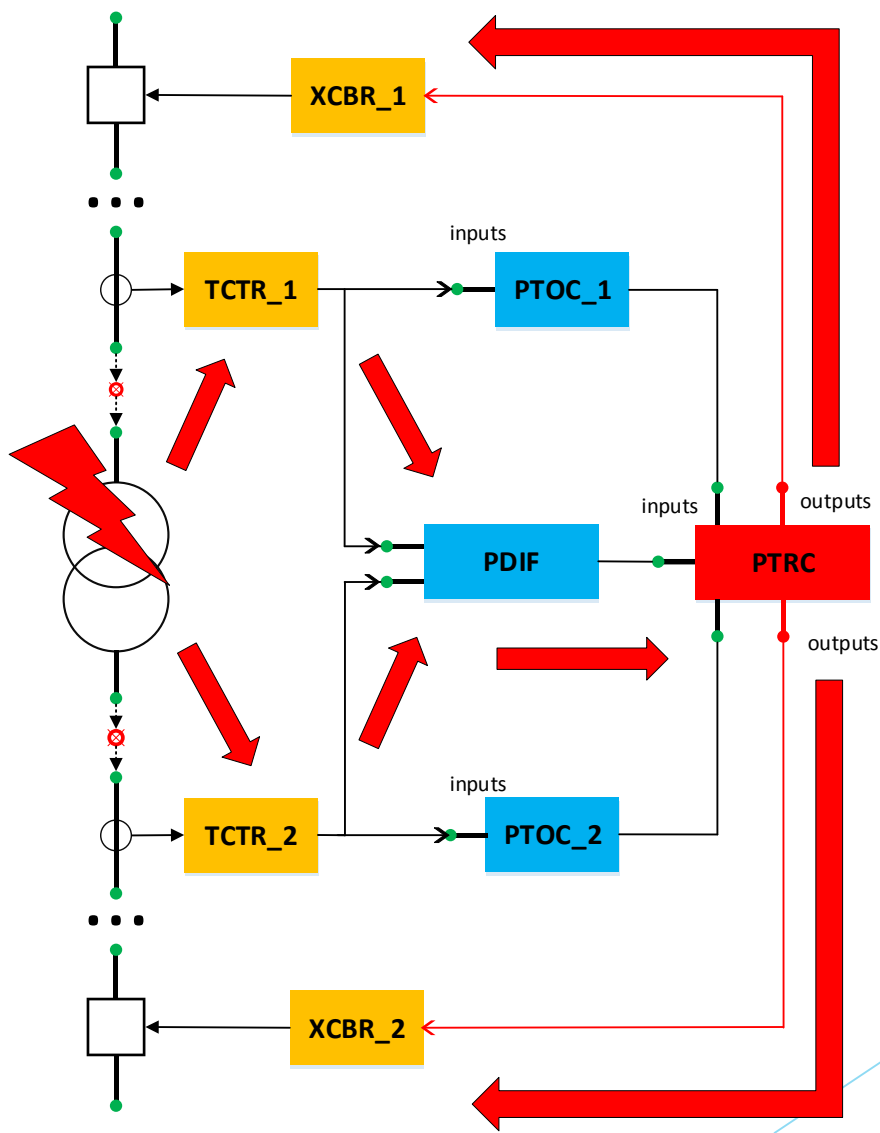 XCBR_1
inputs
TCTR_1
PTOC_1
inputs
outputs
PDIF
PTRC
outputs
inputs
TCTR_2
PTOC_2
XCBR_2